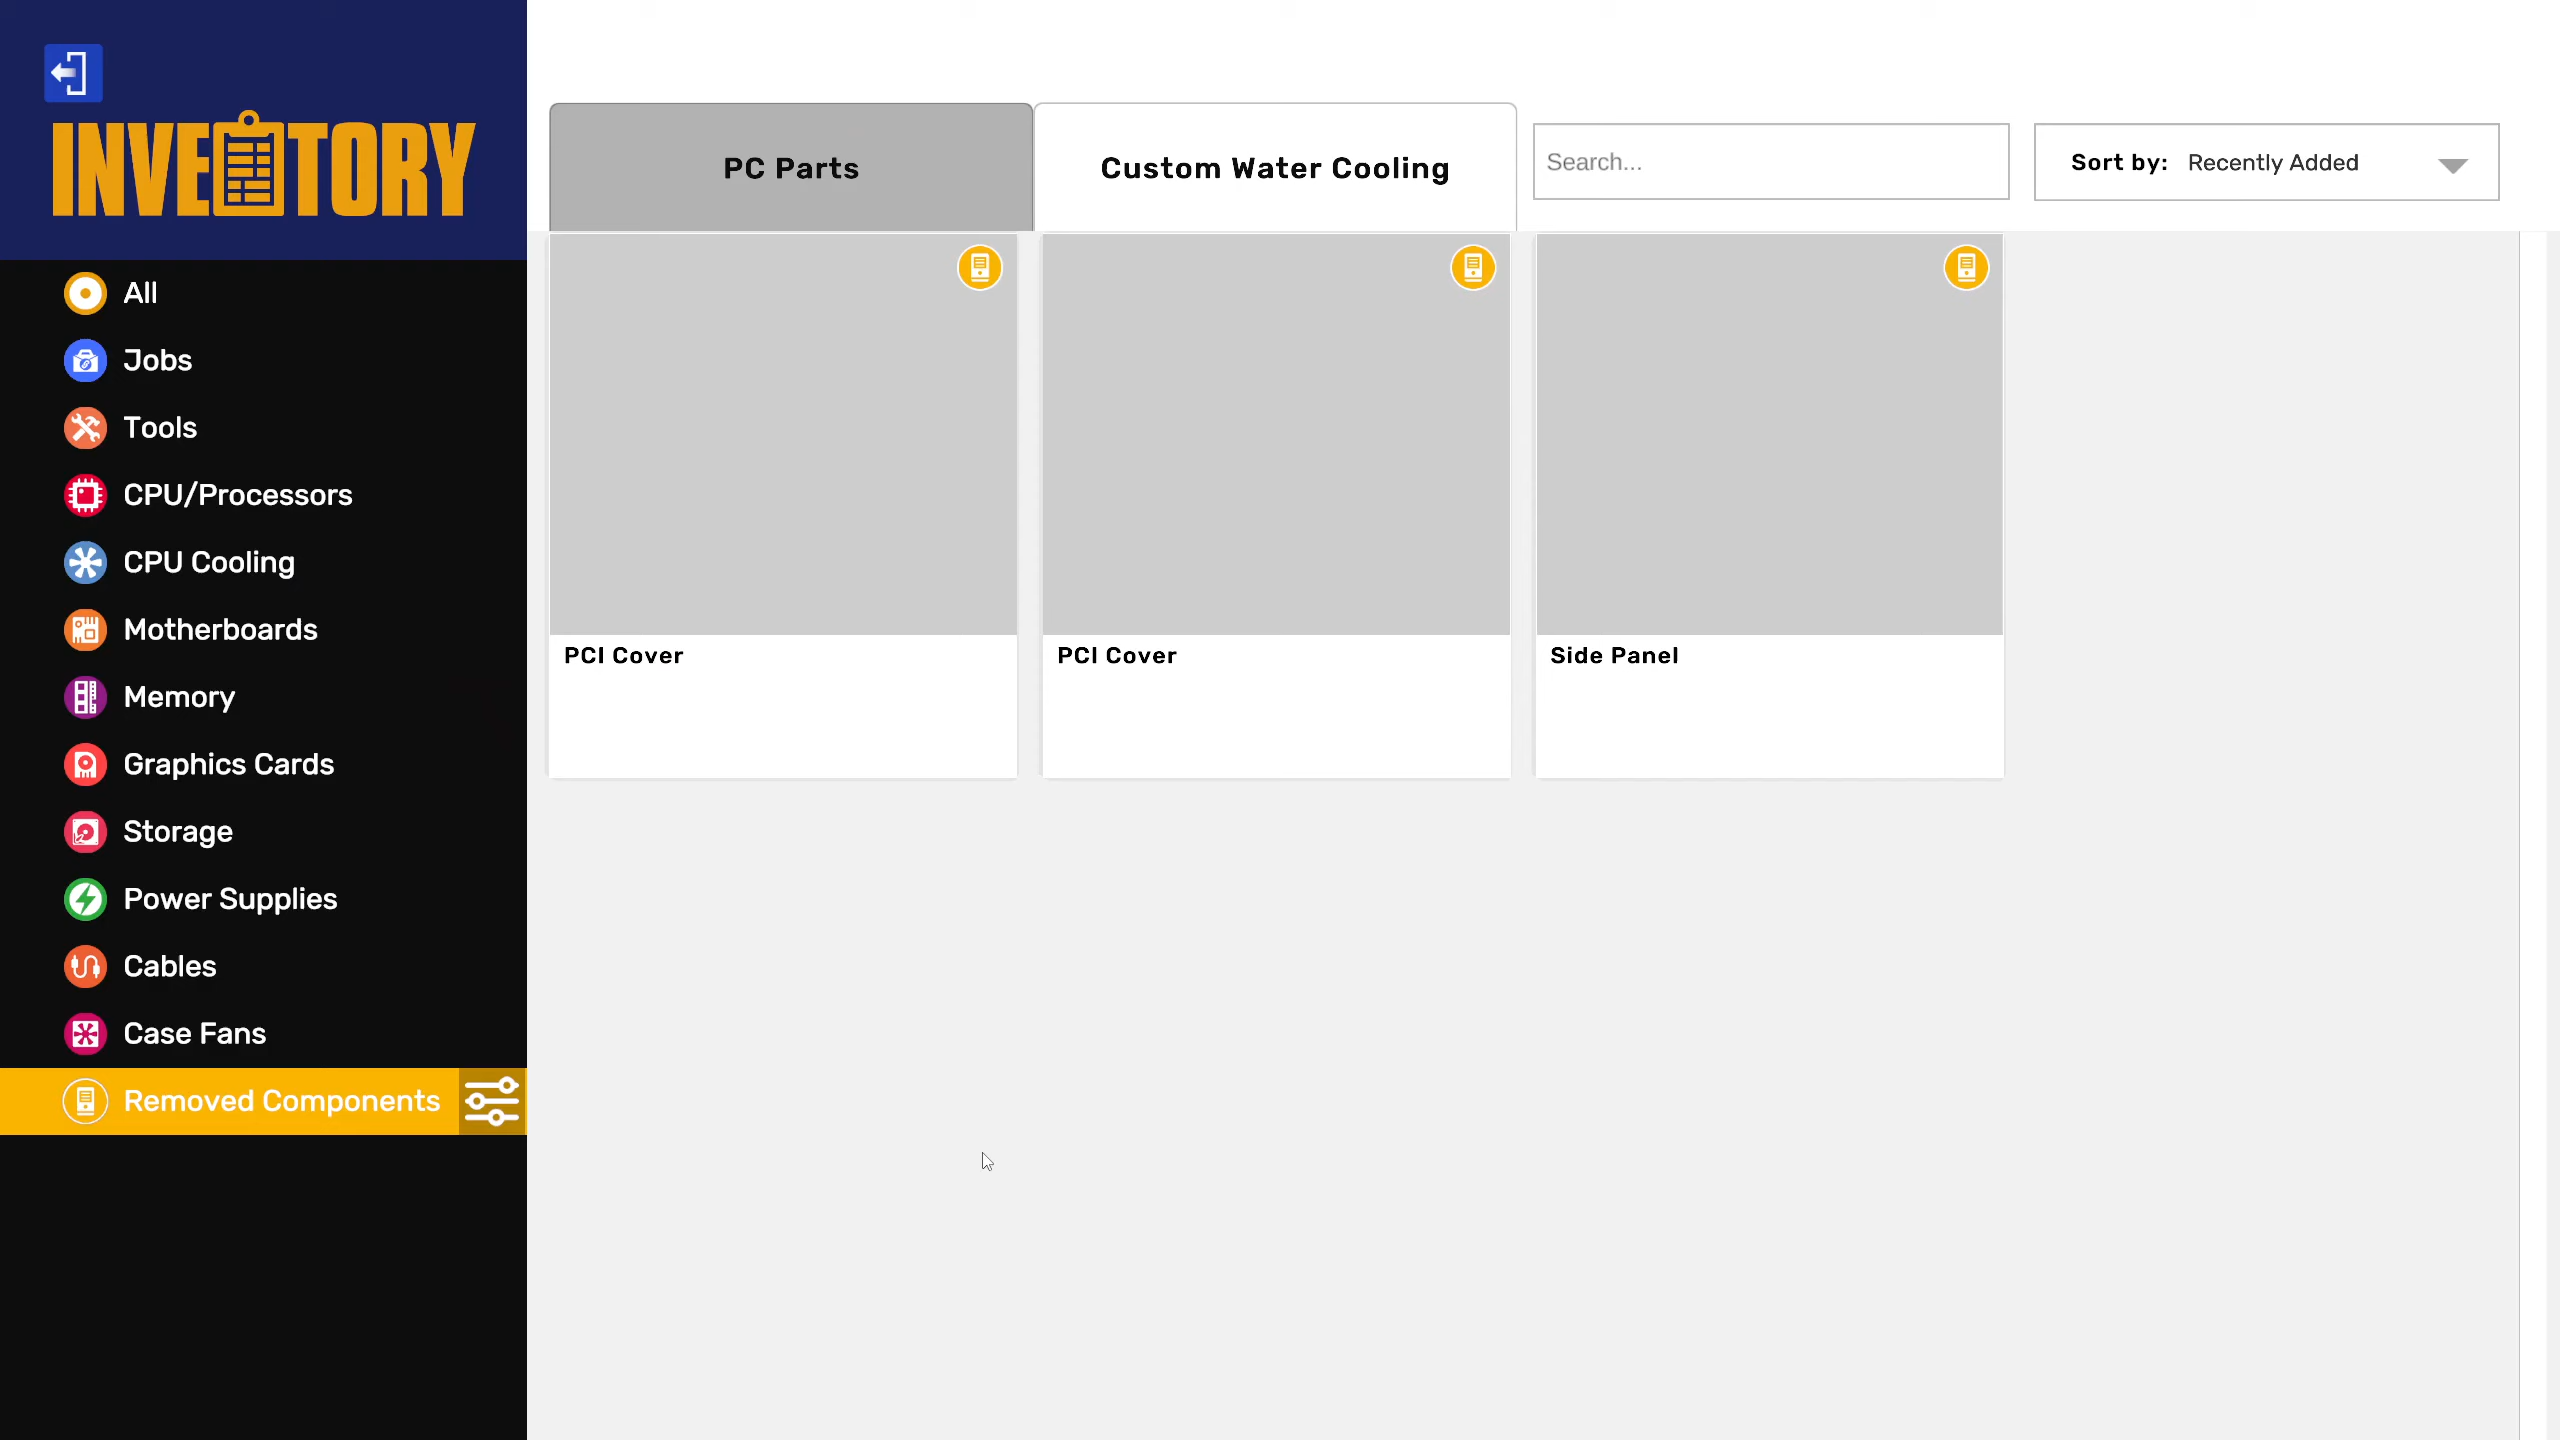 INVENTORY
All
Jobs
Tools
CPU/Processors
CPU Cooling
Motherboards
Memory
Graphics Cards
Storage
Power Supplies
Cables
Case Fans
Removed Components
PC Parts
Custom Water Cooling
Search...
Sort by: Recently Added
PCI Cover
PCI Cover
Side Panel